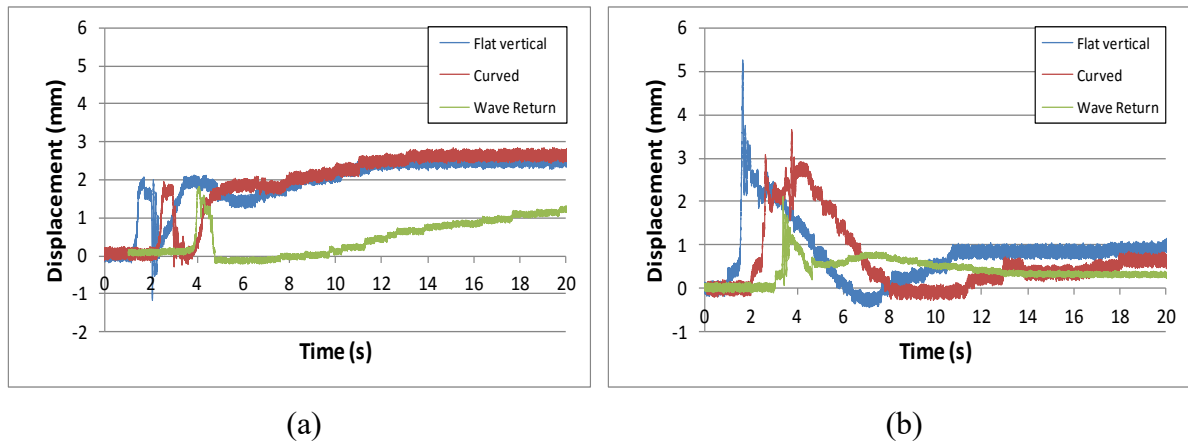 6
5
4
3
2
1
0
-1
-2
0 2 4 6 8 10 12 14 16 18 20
Displacement (mm)
Time (s)
Flat vertical
Curved
Wave Return
(a)
6
5
4
3
2
1
0
-1
0 2 4 6 8 10 12 14 16 18 20
Displacement (mm)
Time (s)
Flat vertical
Curved
Wave Return
(b)